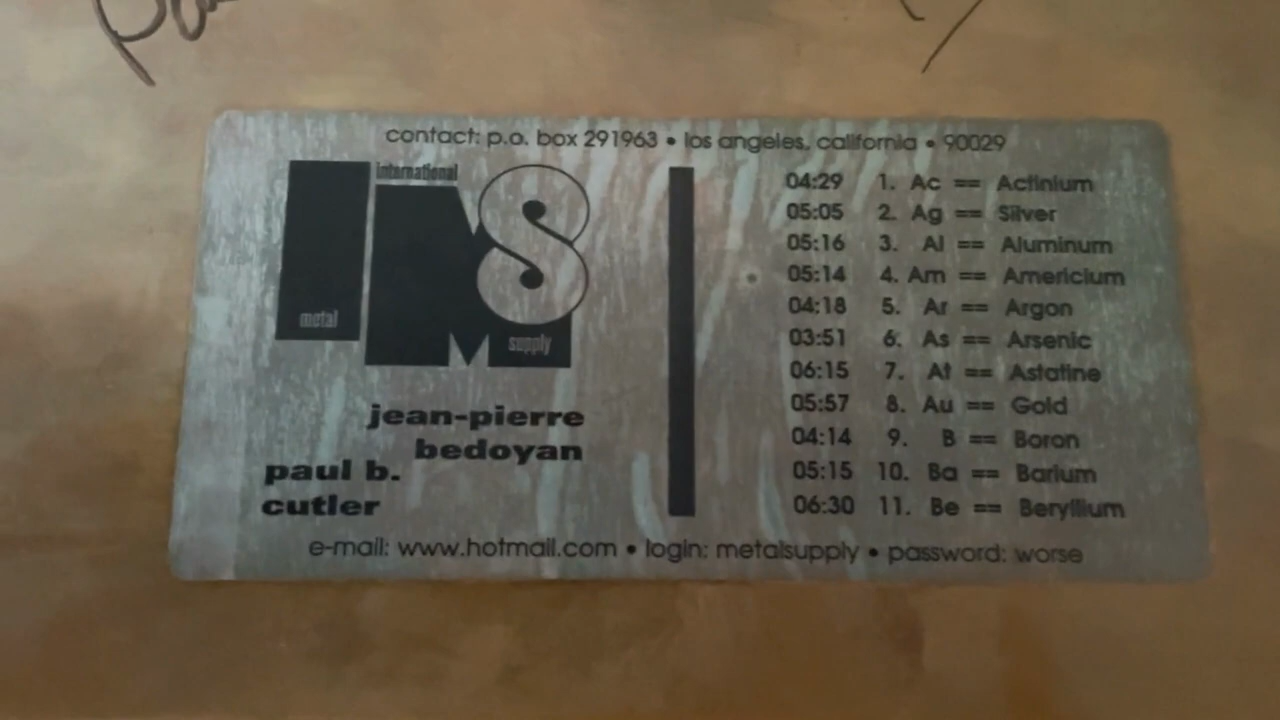 contact: p.o. box 291963 • los angeles, california • 90029
international
metal
IMS
supply
jean-pierre
bedoyan
paul b.
cutler
04:29 1. Ac == Actinium
05:05 2. Ag == Silver
05:16 3. Al == Aluminum
05:14 4. Am == Americium
04:18 5. Ar == Argon
03:51 6. As == Arsenic
06:15 7. At == Astatine
05:57 8. Au == Gold
04:14 9. B == Boron
05:15 10. Ba == Barium
06:30 11. Be == Beryllium
e-mail: www.hotmail.com • login: metalsupply • password: worse